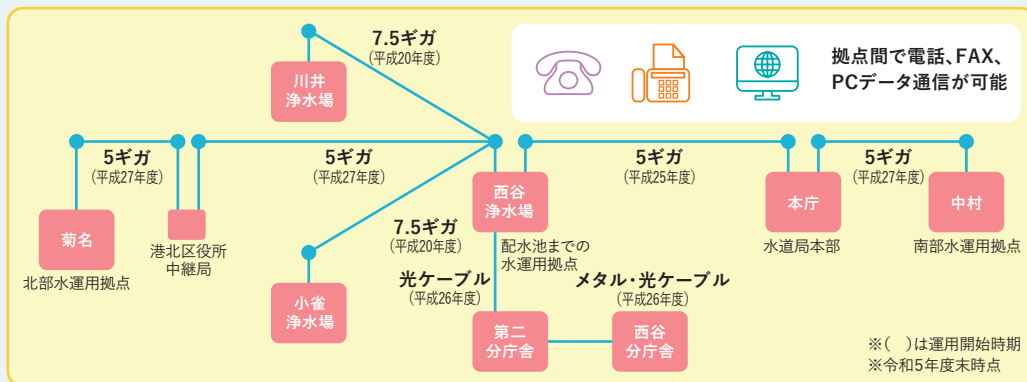 7.5ギガ
(平成20年度)
川井
浄水場
拠点間で電話、FAX、
PCデータ通信が可能
5ギガ
(平成27年度)
5ギガ
(平成27年度)
5ギガ
(平成25年度)
5ギガ
(平成27年度)
菊名
北部水運用拠点
港北区役所
中継局
西谷
浄水場
配水池までの
水運用拠点
本庁
水道局本部
中村
南部水運用拠点
7.5ギガ
(平成20年度)
小雀
浄水場
光ケーブル
(平成26年度)
メタル・光ケーブル
(平成26年度)
第二
分庁舎
西谷
分庁舎
※( )は運用開始時期
※令和5年度末時点